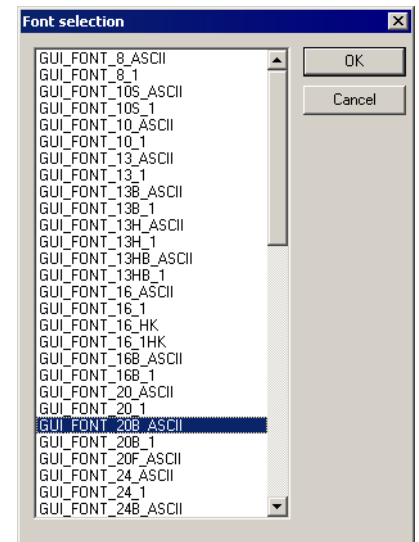 Font selection
GUI_FONT_8_ASCII
GUI_FONT_8_1
GUI_FONT_10S_ASCII
GUI_FONT_10S_1
GUI_FONT_10_ASCII
GUI_FONT_10_1
GUI_FONT_13_ASCII
GUI_FONT_13_1
GUI_FONT_13B_ASCII
GUI_FONT_13B_1
GUI_FONT_13H_ASCII
GUI_FONT_13H_1
GUI_FONT_13HB_ASCII
GUI_FONT_13HB_1
GUI_FONT_16_ASCII
GUI_FONT_16_1
GUI_FONT_16_HK
GUI_FONT_16_1HK
GUI_FONT_16B_ASCII
GUI_FONT_16B_1
GUI_FONT_20_ASCII
GUI_FONT_20_1
GUI_FONT_20B_ASCII
GUI_FONT_20B_1
GUI_FONT_20F_ASCII
GUI_FONT_24_ASCII
GUI_FONT_24_1
GUI_FONT_24B_ASCII
OK
Cancel